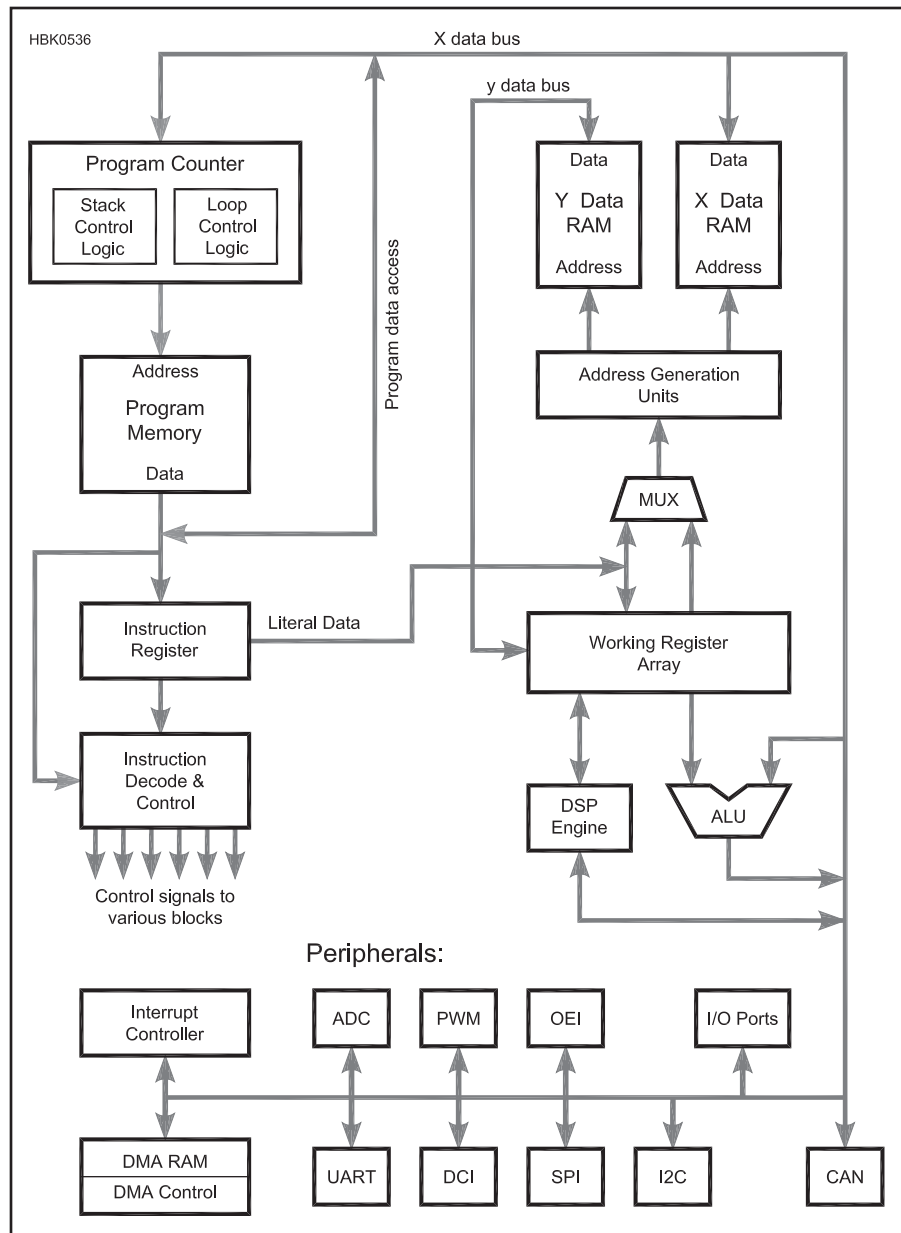 HBK0536
X data bus
y data bus
Program Counter
Stack
Control
Logic
Loop
Control
Logic
Data
Y Data
RAM
Address
Data
X Data
RAM
Address
Program data access
Address
Program
Memory
Data
Address Generation
Units
MUX
Instruction
Register
Literal Data
Working Register
Array
Instruction
Decode &
Control
DSP
Engine
ALU
Control signals to
various blocks
Peripherals:
Interrupt
Controller
ADC
PWM
OEI
I/O Ports
DMA RAM
DMA Control
UART
DCI
SPI
I2C
CAN